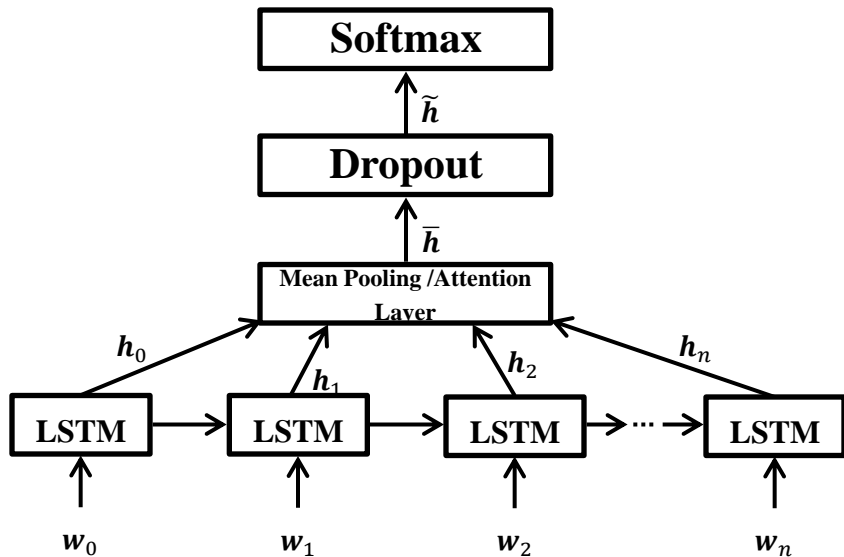 Softmax
h̃
Dropout
h̄
Mean Pooling /Attention
Layer
h₀ h₁ h₂ hₙ
LSTM LSTM LSTM ... LSTM
w₀ w₁ w₂ wₙ